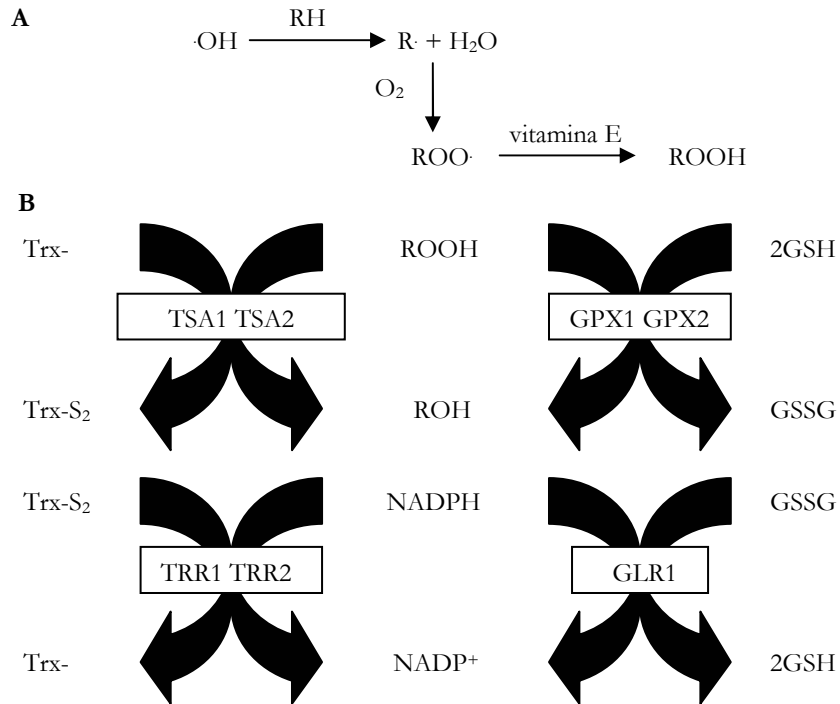 A
RH
·OH R· + H₂O
O₂
vitamina E
ROO· ROOH
B
Trx- ROOH 2GSH
TSA1 TSA2 GPX1 GPX2
Trx-S₂ ROH GSSG
Trx-S₂ NADPH GSSG
TRR1 TRR2 GLR1
Trx- NADP⁺ 2GSH